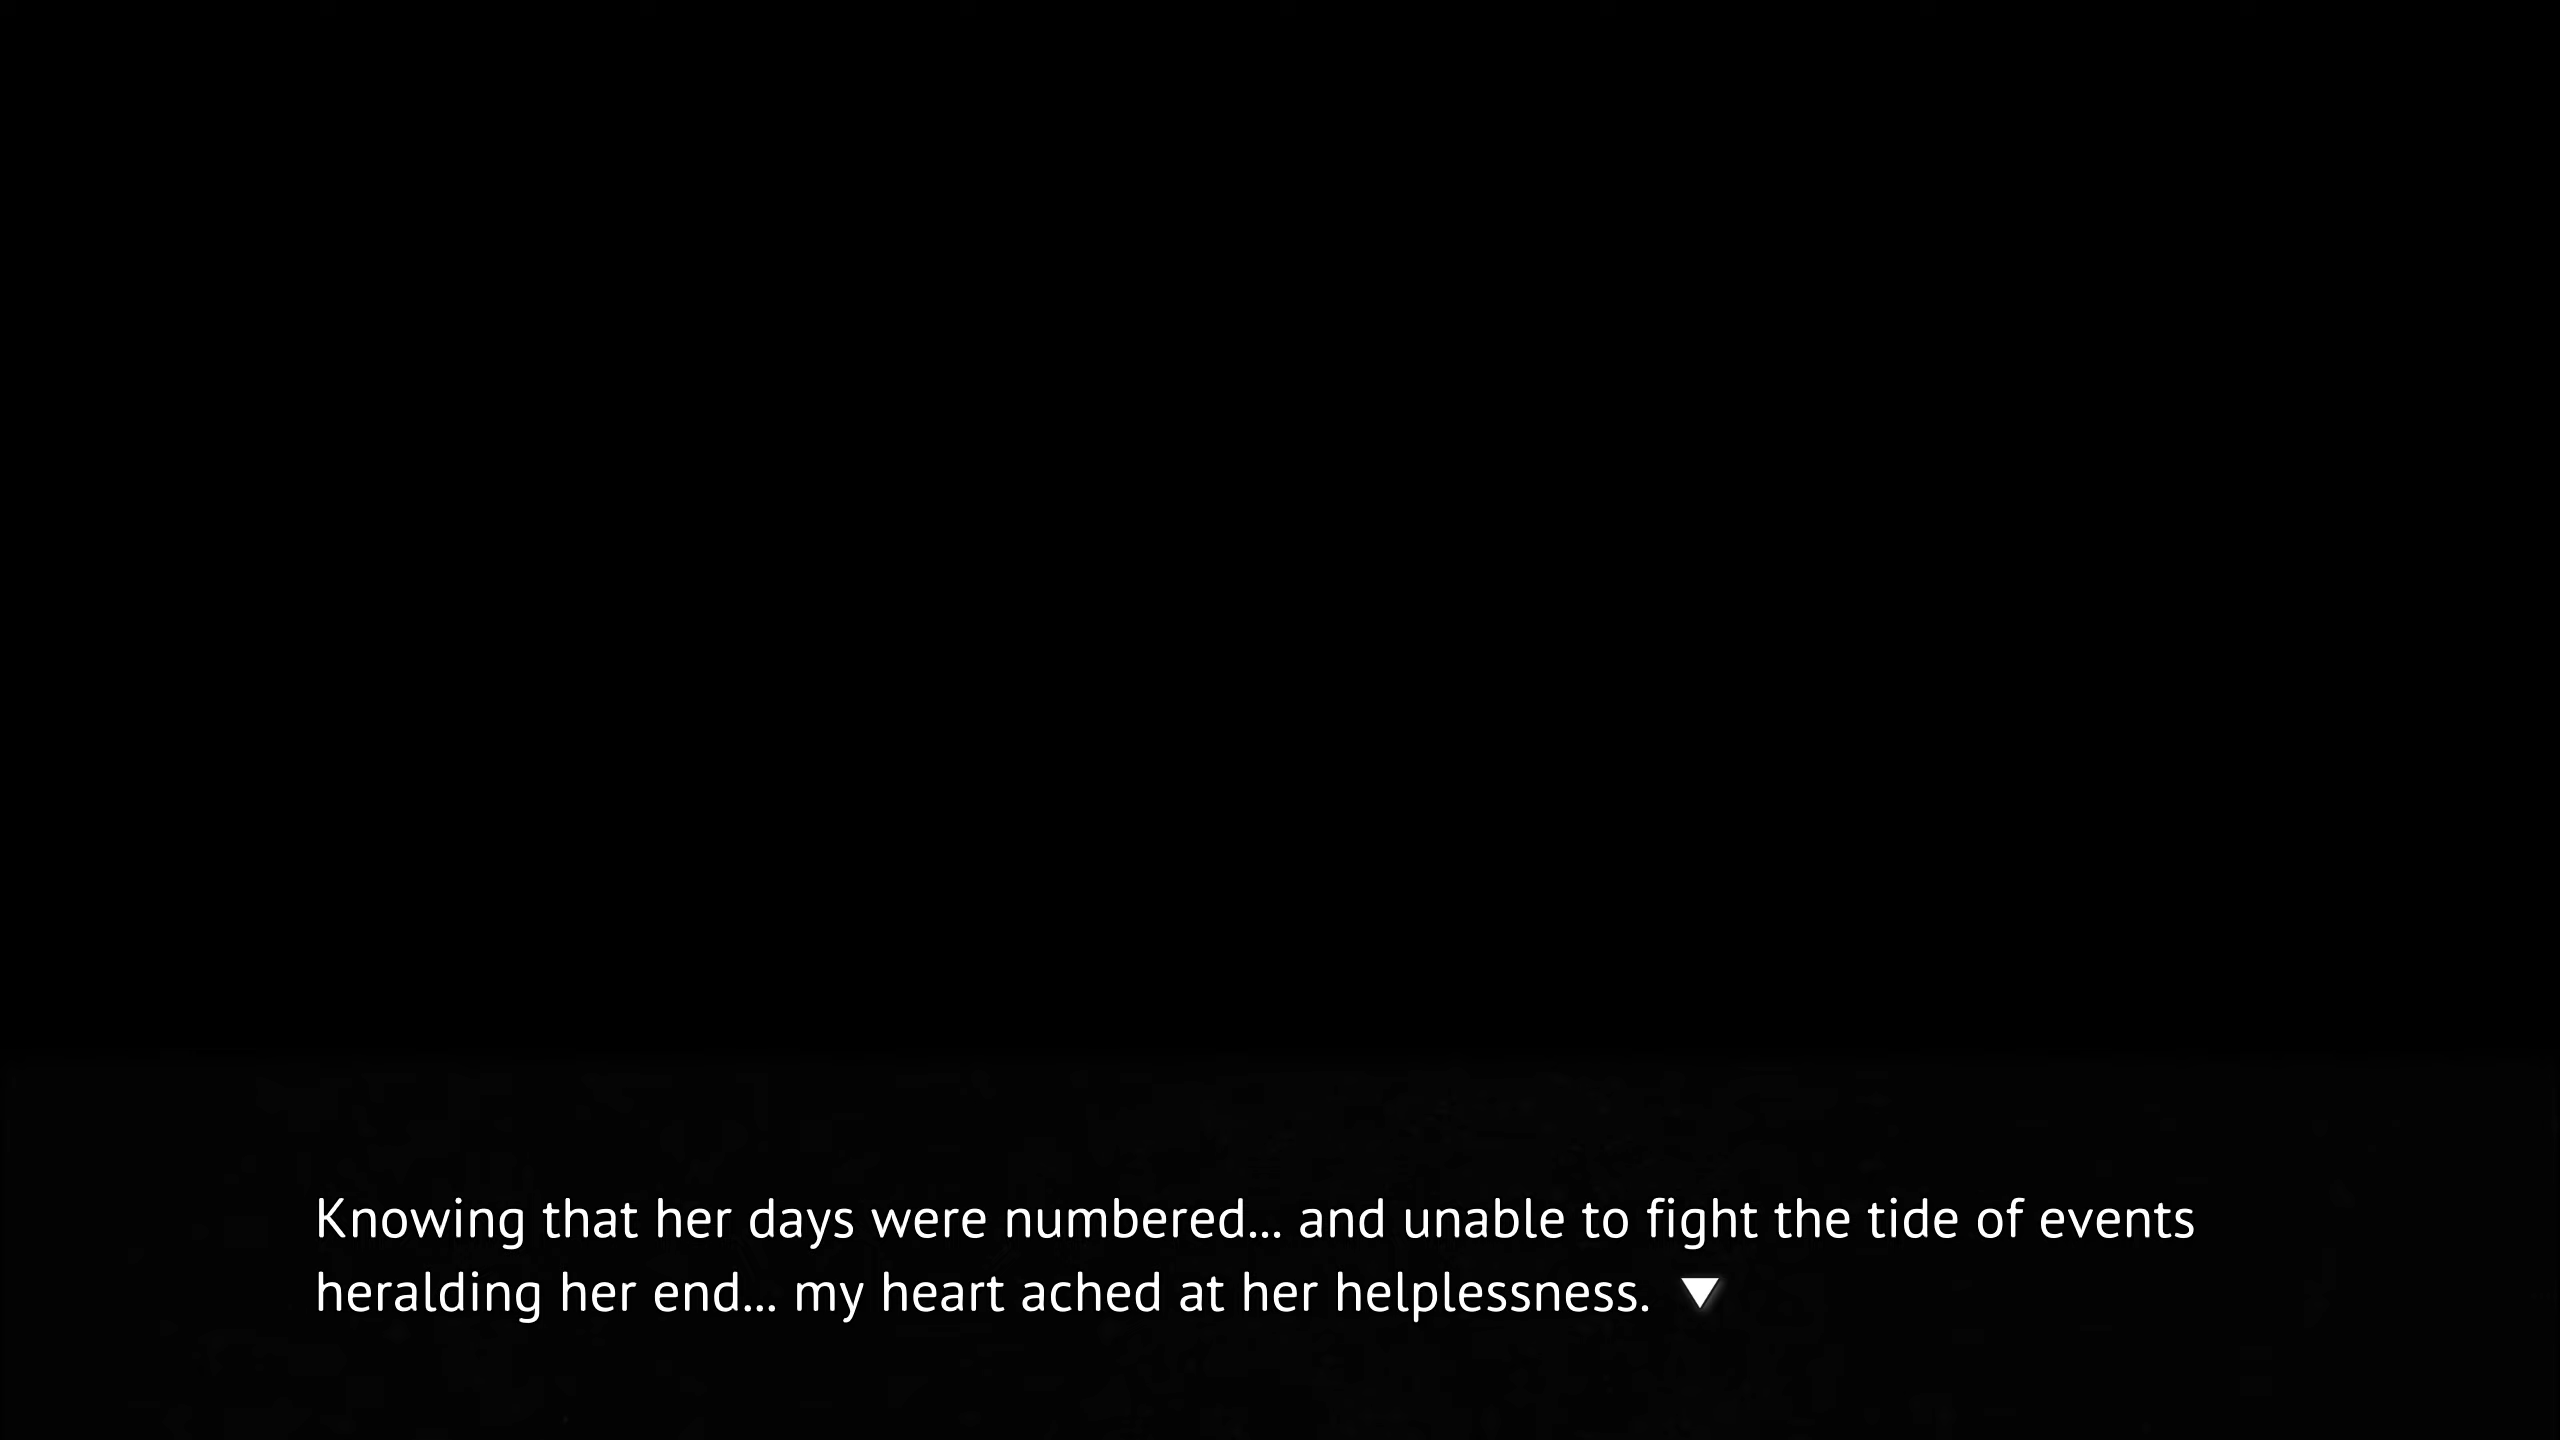 Knowing that her days were numbered... and unable to fight the tide of events
heralding her end... my heart ached at her helplessness.